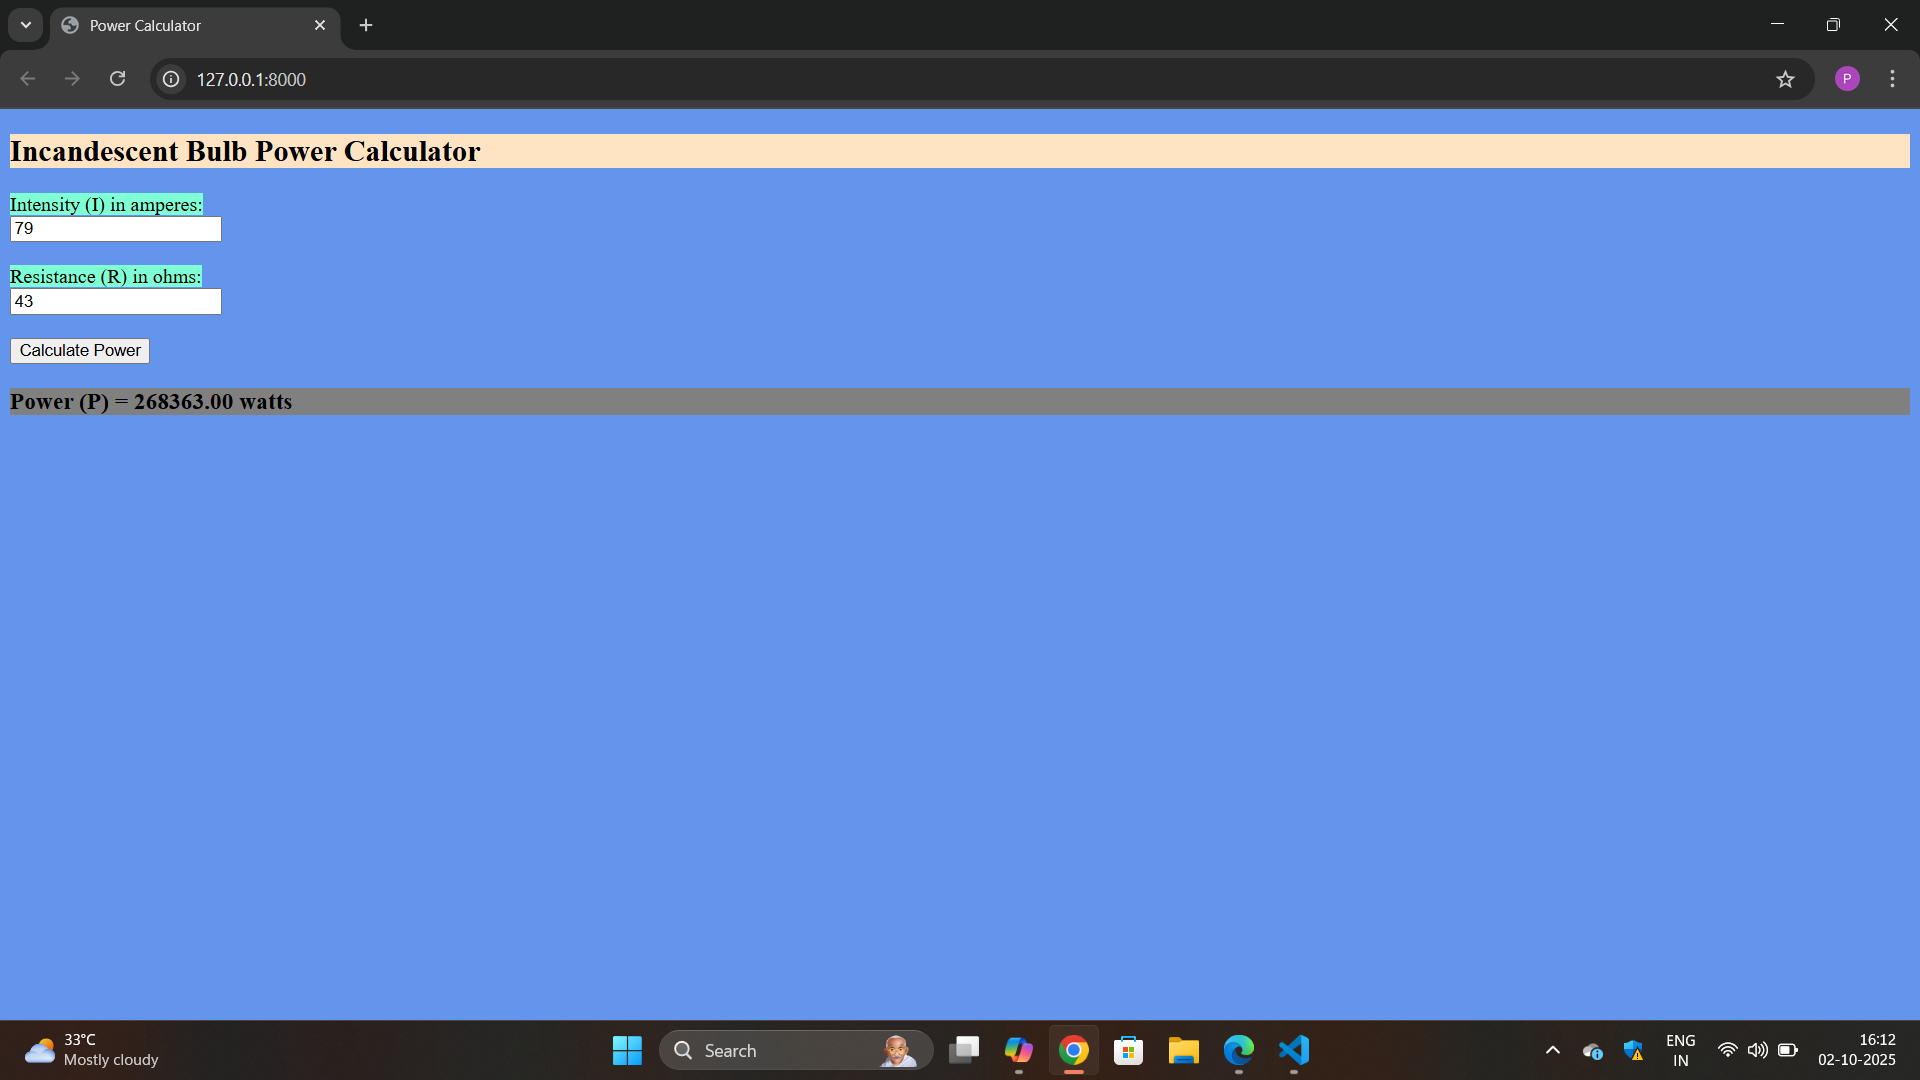 Power Calculator
127.0.0.1:8000
P
Incandescent Bulb Power Calculator
Intensity (I) in amperes:
79
Resistance (R) in ohms:
43
Calculate Power
Power (P) = 268363.00 watts
33°C
Mostly cloudy
Search
ENG
IN
16:12
02-10-2025